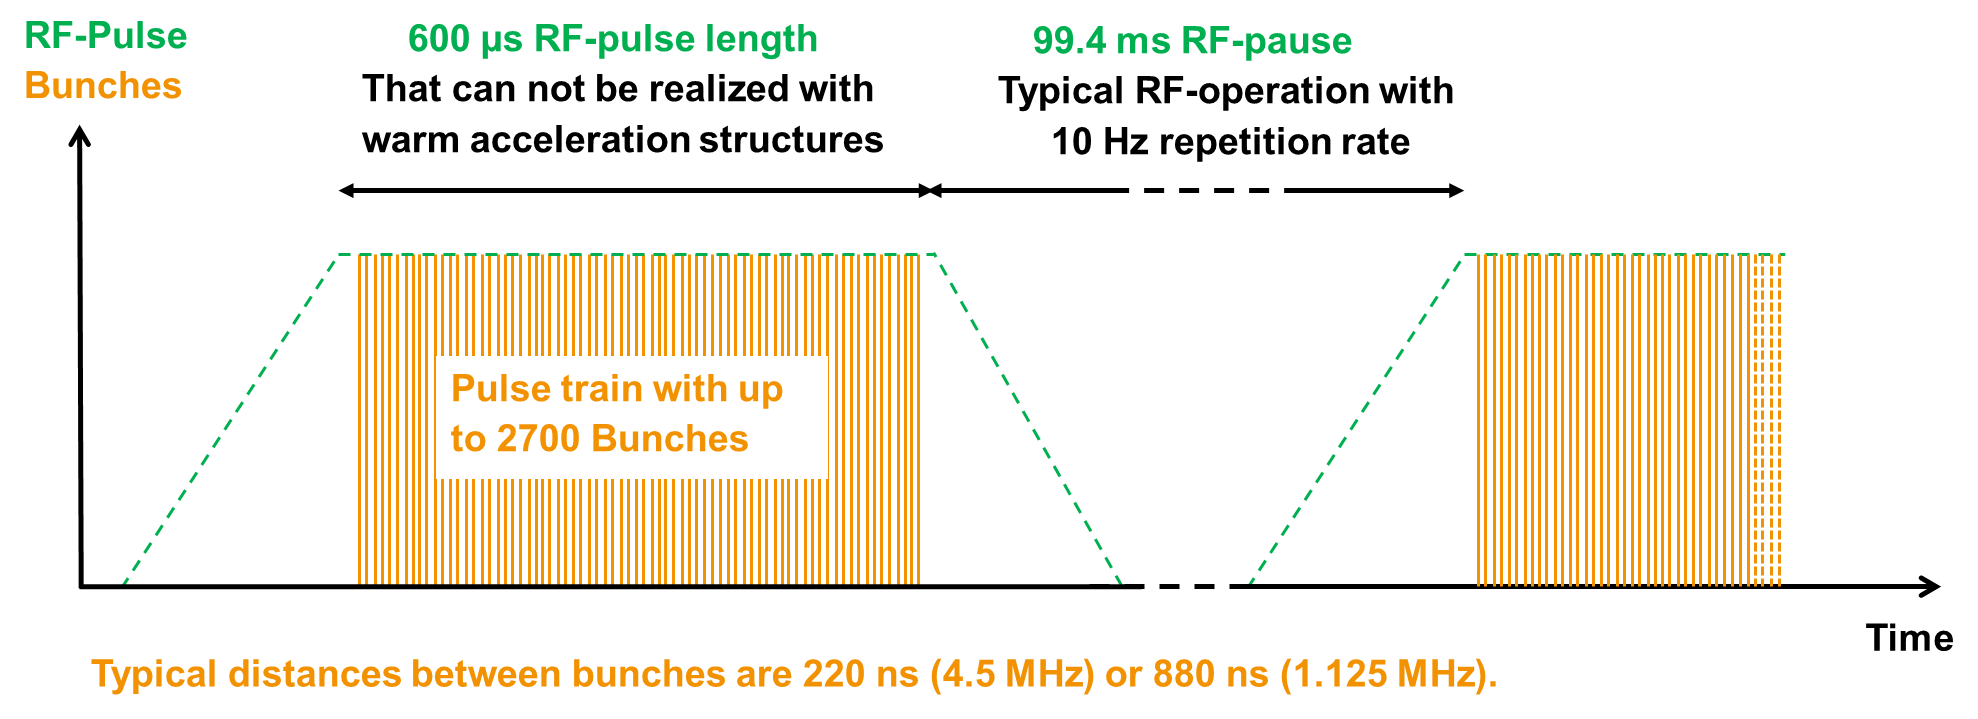 RF-Pulse
Bunches
600 µs RF-pulse length
That can not be realized with
warm acceleration structures
99.4 ms RF-pause
Typical RF-operation with
10 Hz repetition rate
Pulse train with up
to 2700 Bunches
Time
Typical distances between bunches are 220 ns (4.5 MHz) or 880 ns (1.125 MHz).